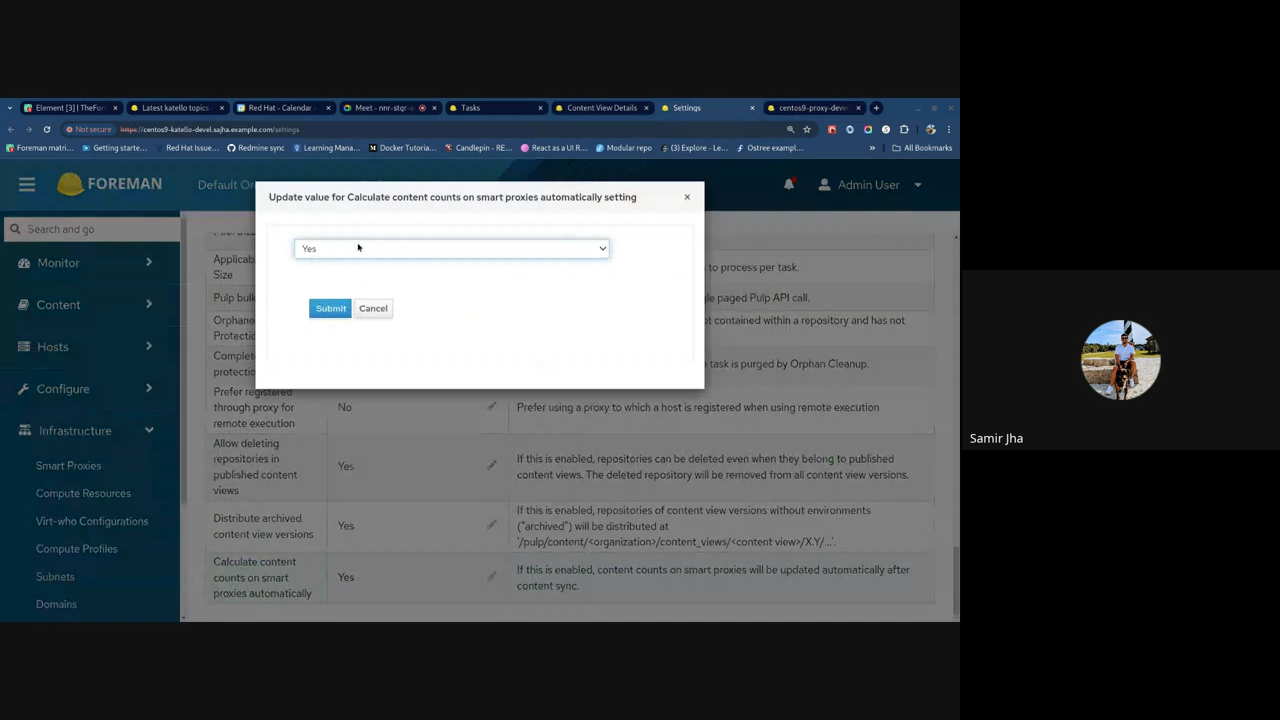 Element [3] | TheFor
Latest katello topics
Red Hat - Calendar -
Meet - nnr-stqr-a
Tasks
Content View Details
Settings
centos9-proxy-devel
Not secure https://centos9-katello-devel.sajha.example.com/settings
Foreman matri... Getting starte... Red Hat Issue... Redmine sync Learning Mana... Docker Tutoria... Candlepin - RE... React as a UI R... Modular repo (3) Explore - Le... Ostree exampl... » All Bookmarks
FOREMAN
Default Or
Admin User
Search and go
Monitor
Content
Hosts
Configure
Infrastructure
Smart Proxies
Compute Resources
Virt-who Configurations
Compute Profiles
Subnets
Domains
Update value for Calculate content counts on smart proxies automatically setting
×
Yes
Submit Cancel
Applicab
Size
to process per task.
Pulp bulk
gle paged Pulp API call.
Orphane
Protectio
ot contained within a repository and has not
Complet
protectio
task is purged by Orphan Cleanup.
Prefer registered
through proxy for
remote execution
No
Prefer using a proxy to which a host is registered when using remote execution
Allow deleting
repositories in
published content
views
Yes
If this is enabled, repositories can be deleted even when they belong to published
content views. The deleted repository will be removed from all content view versions.
Distribute archived
content view versions
Yes
If this is enabled, repositories of content view versions without environments
("archived") will be distributed at
'/pulp/content/<organization>/content_views/<content view>/X.Y/...'.
Calculate content
counts on smart
proxies automatically
Yes
If this is enabled, content counts on smart proxies will be updated automatically after
content sync.
Samir Jha